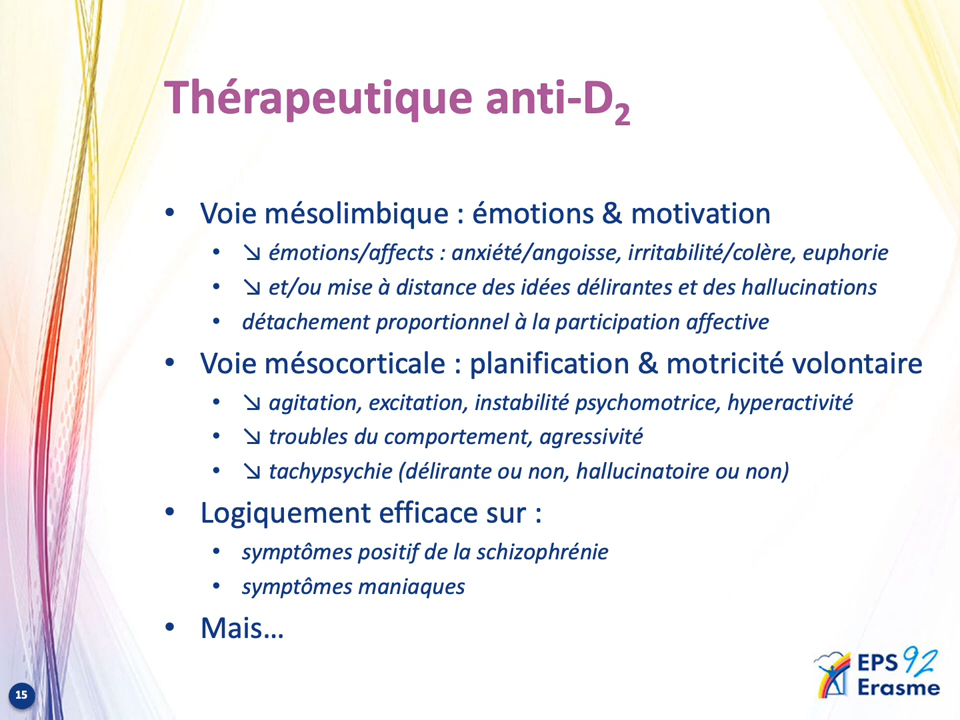 Thérapeutique anti-D₂
• Voie mésolimbique : émotions & motivation
• ↘ émotions/affects : anxiété/angoisse, irritabilité/colère, euphorie
• ↘ et/ou mise à distance des idées délirantes et des hallucinations
• détachement proportionnel à la participation affective
• Voie mésocorticale : planification & motricité volontaire
• ↘ agitation, excitation, instabilité psychomotrice, hyperactivité
• ↘ troubles du comportement, agressivité
• ↘ tachypsychie (délirante ou non, hallucinatoire ou non)
• Logiquement efficace sur :
• symptômes positif de la schizophrénie
• symptômes maniaques
• Mais…
15
EPS 92
Erasme